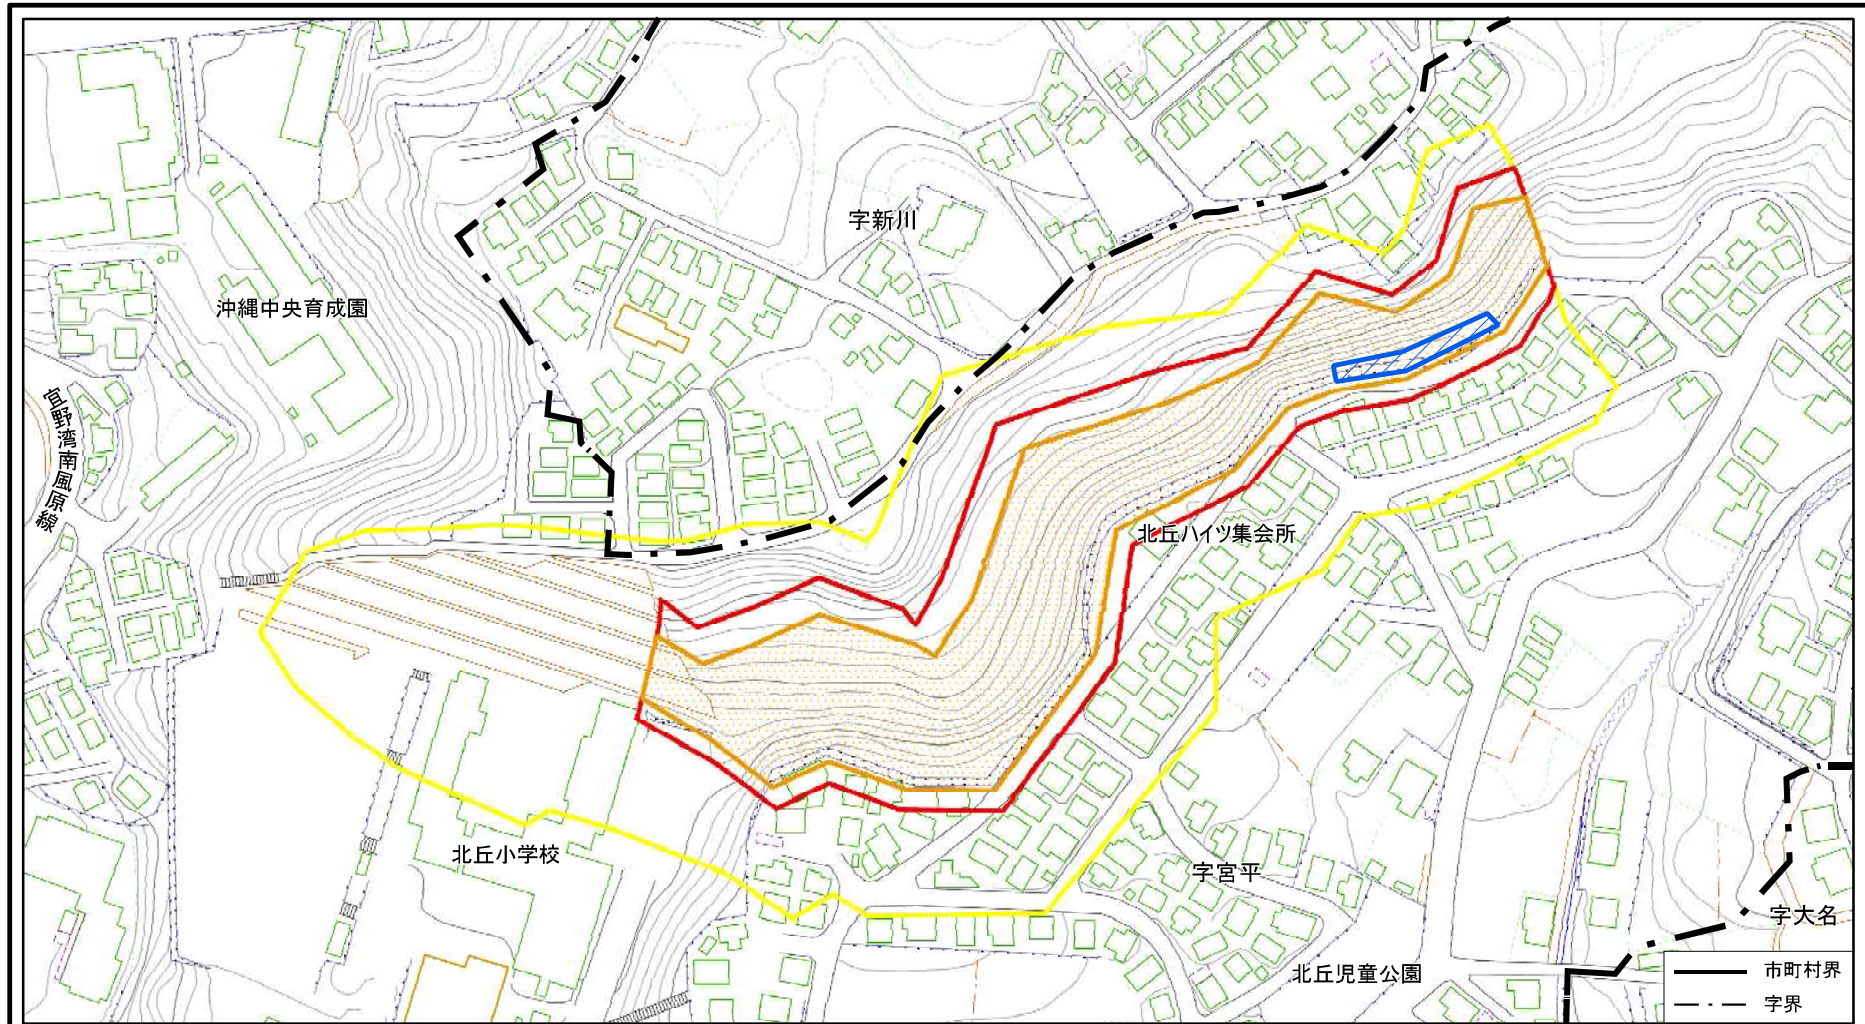 字新川
沖縄中央育成園
宜野湾南風原線
北丘ハイツ集会所
北丘小学校
字宮平
字大名
北丘児童公園
市町村界
字界